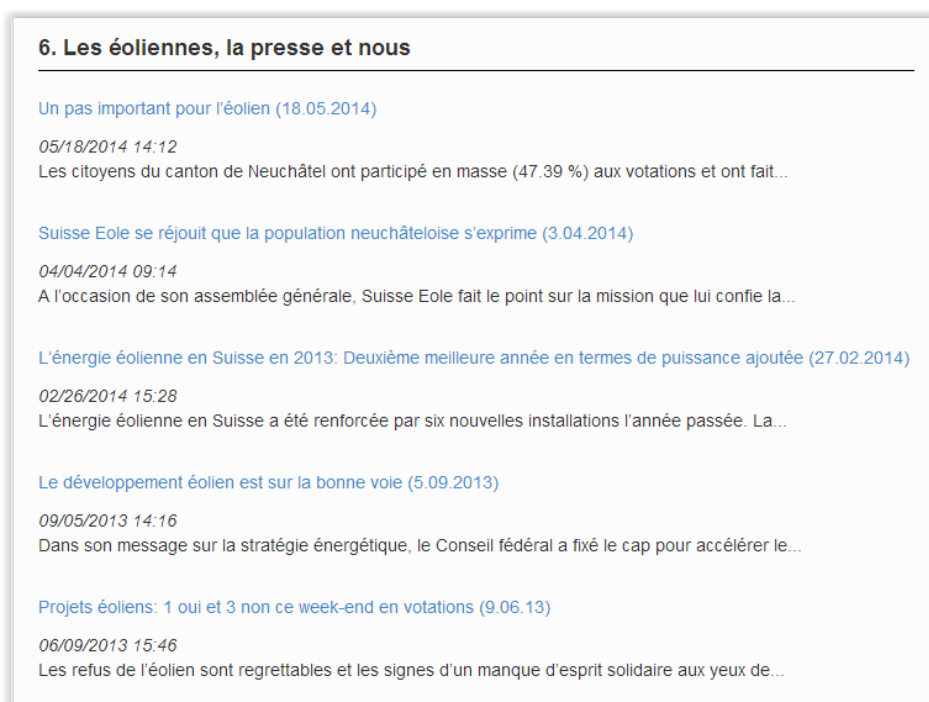 6. Les éoliennes, la presse et nous
Un pas important pour l'éolien (18.05.2014)
05/18/2014 14:12
Les citoyens du canton de Neuchâtel ont participé en masse (47.39 %) aux votations et ont fait...
Suisse Eole se réjouit que la population neuchâteloise s'exprime (3.04.2014)
04/04/2014 09:14
A l'occasion de son assemblée générale, Suisse Eole fait le point sur la mission que lui confie la...
L'énergie éolienne en Suisse en 2013: Deuxième meilleure année en termes de puissance ajoutée (27.02.2014)
02/26/2014 15:28
L'énergie éolienne en Suisse a été renforcée par six nouvelles installations l'année passée. La...
Le développement éolien est sur la bonne voie (5.09.2013)
09/05/2013 14:16
Dans son message sur la stratégie énergétique, le Conseil fédéral a fixé le cap pour accélérer le...
Projets éoliens: 1 oui et 3 non ce week-end en votations (9.06.13)
06/09/2013 15:46
Les refus de l'éolien sont regrettables et les signes d'un manque d'esprit solidaire aux yeux de...